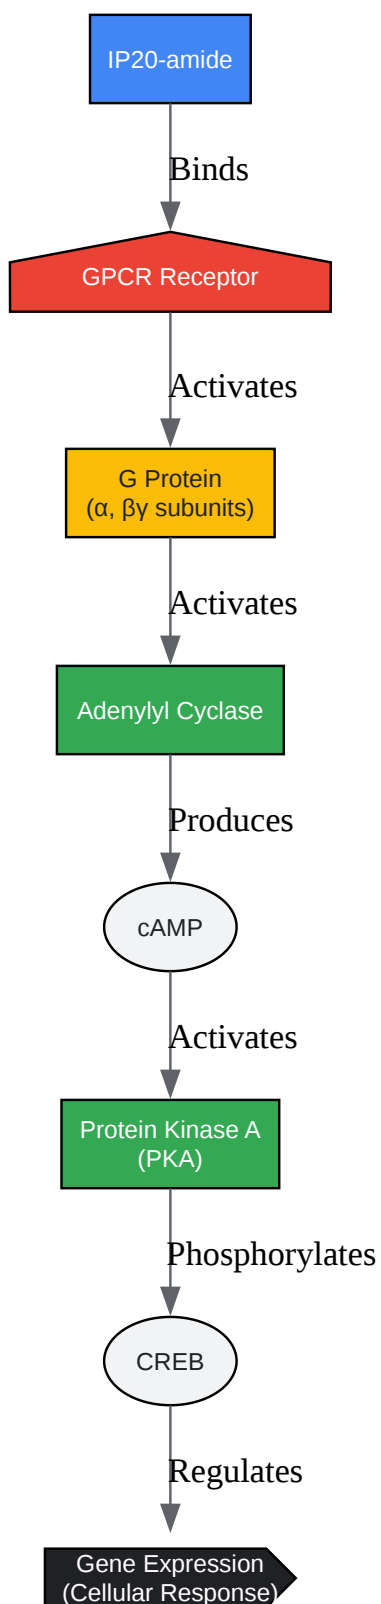 IP20-amide
Binds
GPCR Receptor
Activates
G Protein
(α, βγ subunits)
Activates
Adenylyl Cyclase
Produces
cAMP
Activates
Protein Kinase A
(PKA)
Phosphorylates
CREB
Regulates
Gene Expression
(Cellular Response)